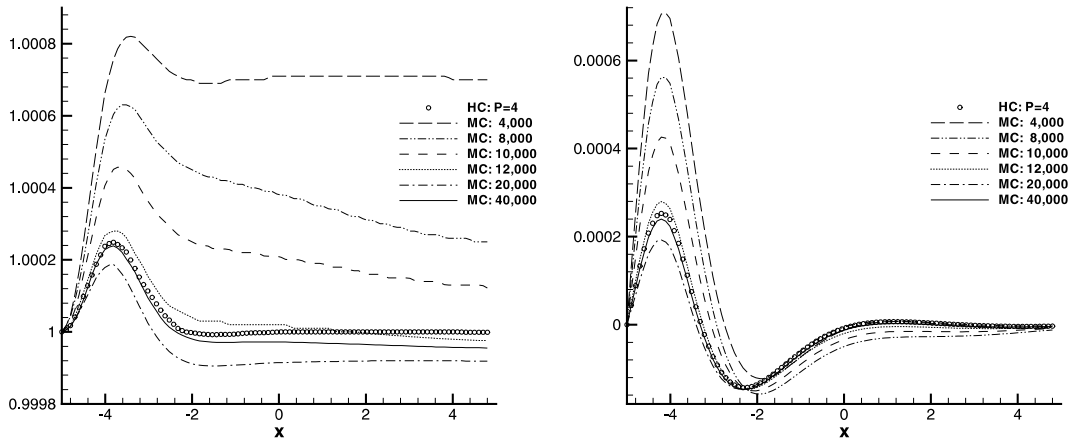 1.0008
1.0006
1.0004
1.0002
1
0.9998
-4
-2
0
2
4
x
HC: P=4
MC: 4,000
MC: 8,000
MC: 10,000
MC: 12,000
MC: 20,000
MC: 40,000
0.0006
0.0004
0.0002
0
-4
-2
0
2
4
x
HC: P=4
MC: 4,000
MC: 8,000
MC: 10,000
MC: 12,000
MC: 20,000
MC: 40,000